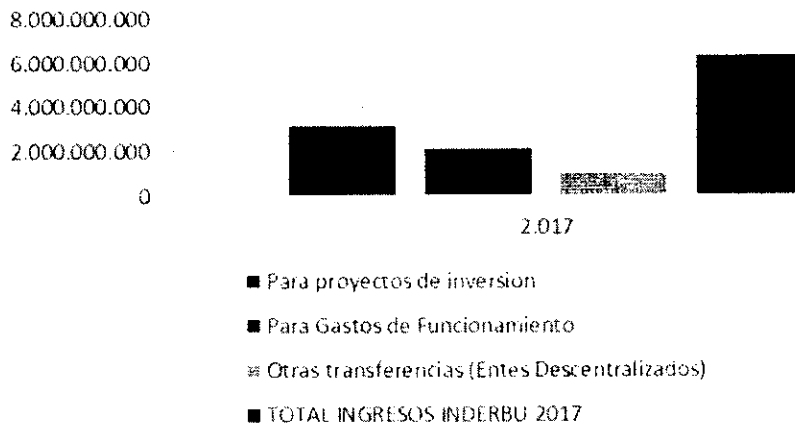 8.000.000.000
6.000.000.000
4.000.000.000
2.000.000.000
0
2.017
Para proyectos de inversion
Para Gastos de Funcionamiento
Otras transferencias (Entes Descentralizados)
TOTAL INGRESOS INDERBU 2017